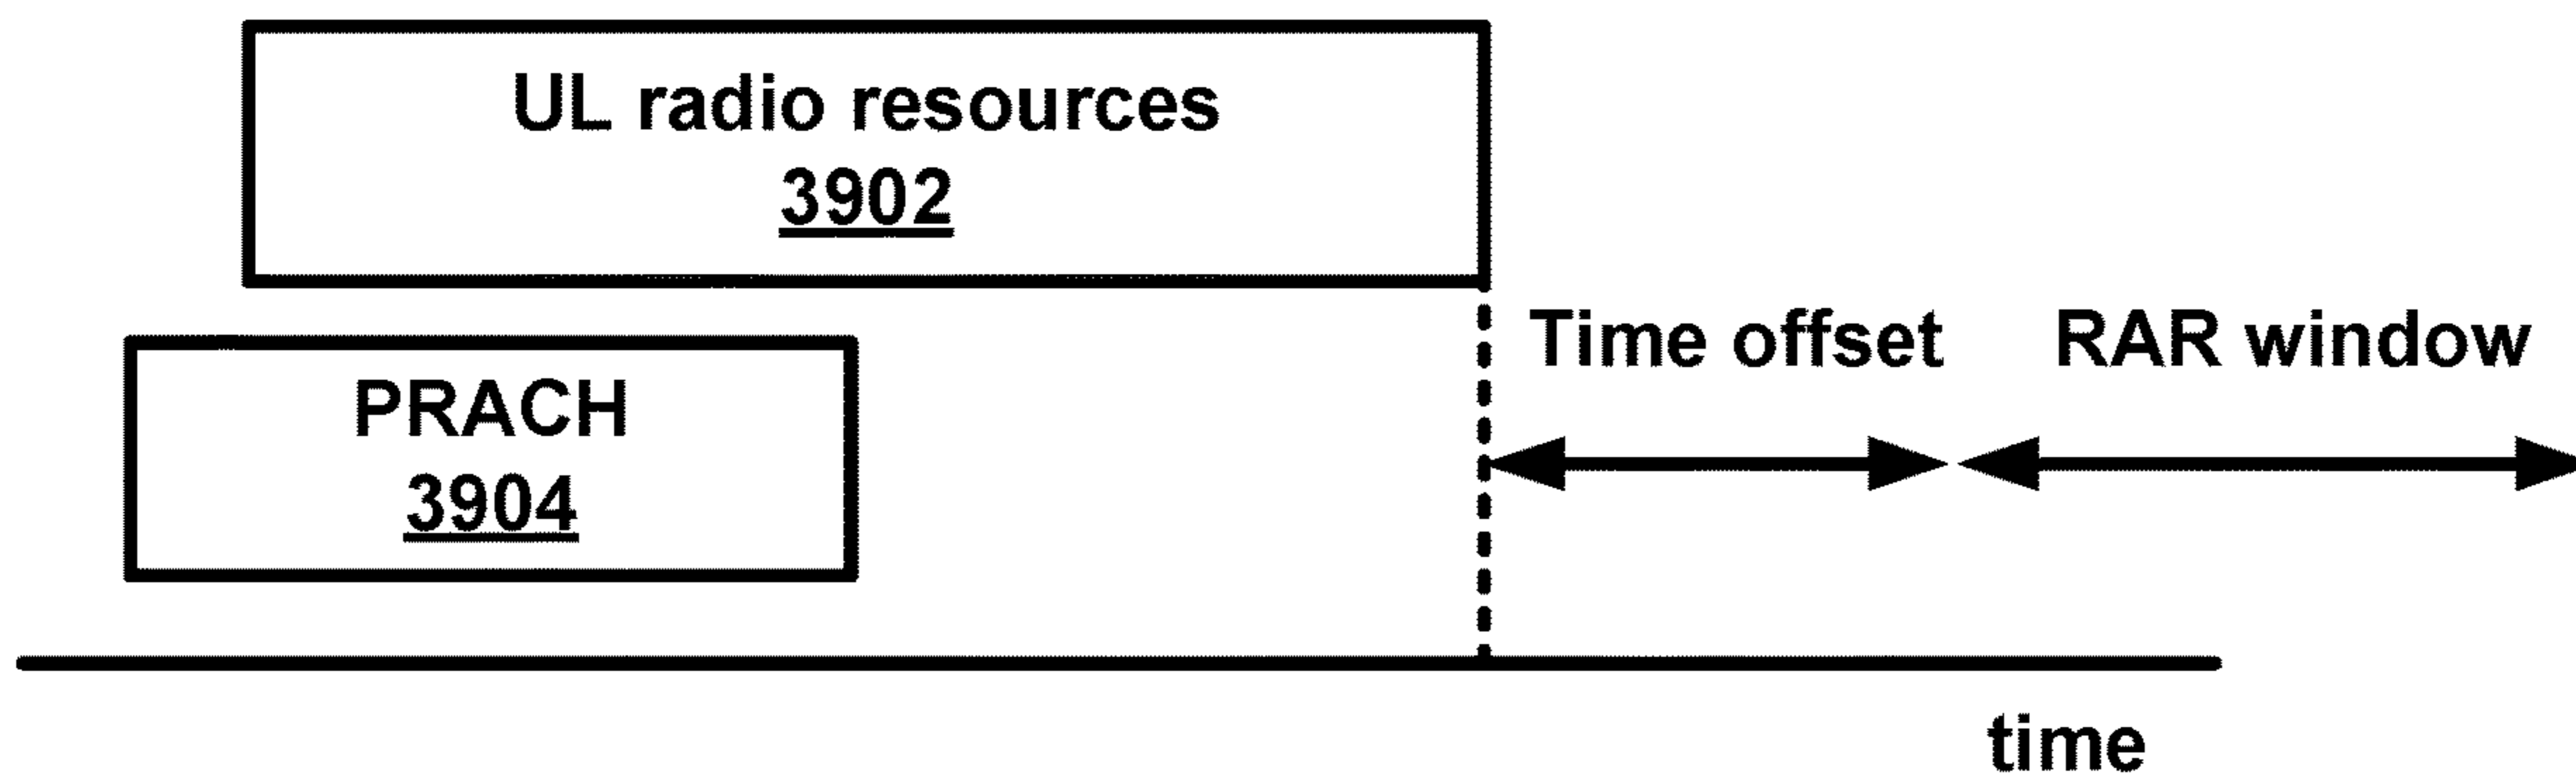 UL radio resources
3902
PRACH
3904
Time offset
RAR window
time